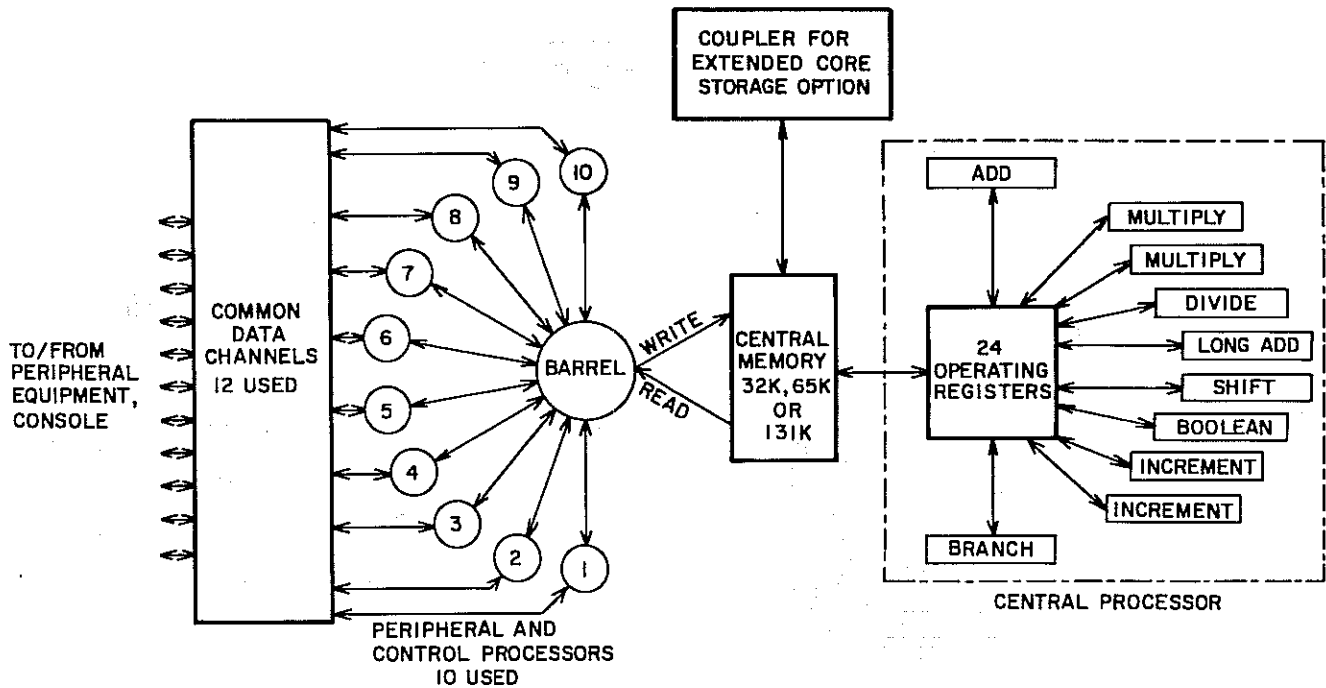 COUPLER FOR
EXTENDED CORE
STORAGE OPTION
TO/FROM
PERIPHERAL
EQUIPMENT,
CONSOLE
COMMON
DATA
CHANNELS
12 USED
10
9
8
7
6
5
4
3
2
1
BARREL
WRITE
READ
PERIPHERAL AND
CONTROL PROCESSORS
10 USED
CENTRAL
MEMORY
32K, 65K
OR
131K
24
OPERATING
REGISTERS
ADD
MULTIPLY
MULTIPLY
DIVIDE
LONG ADD
SHIFT
BOOLEAN
INCREMENT
INCREMENT
BRANCH
CENTRAL PROCESSOR